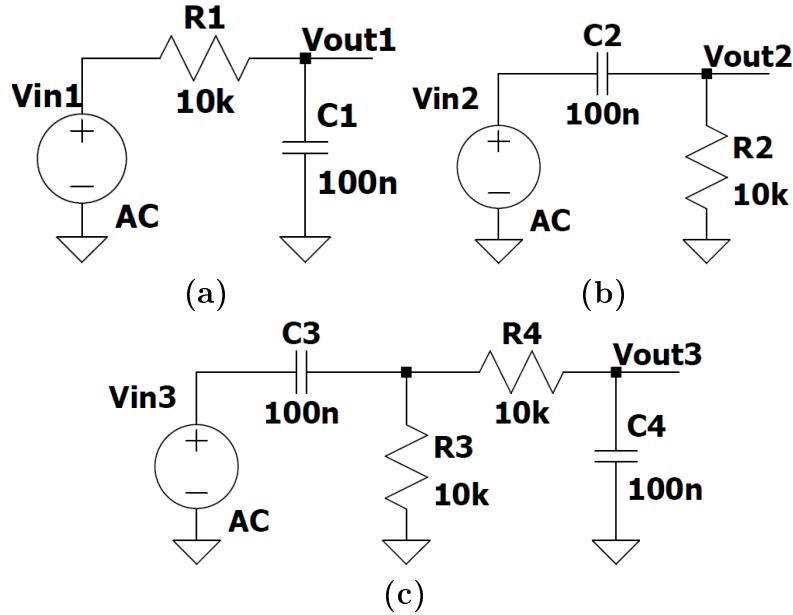 R1
Vout1
Vin1
10k
C1
100n
AC
(a)
C2
Vout2
Vin2
100n
R2
10k
AC
(b)
C3
R4
Vout3
Vin3
100n
10k
C4
R3
10k
100n
AC
(c)